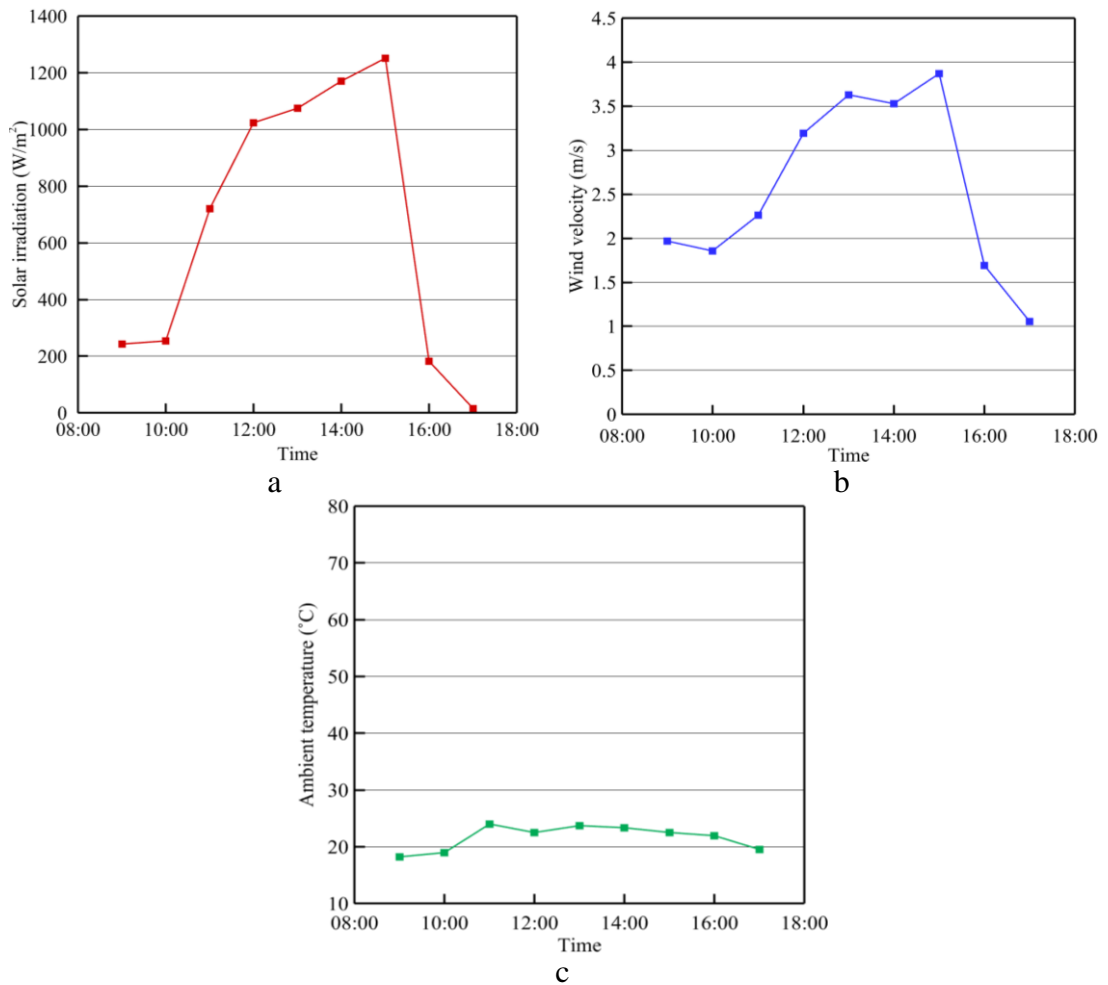 1400
1200
1000
800
600
400
200
0
Solar irradiation (W/m²)
08:00 10:00 12:00 14:00 16:00 18:00
Time
a
4.5
4
3.5
3
2.5
2
1.5
1
0.5
0
Wind velocity (m/s)
08:00 10:00 12:00 14:00 16:00 18:00
Time
b
80
70
60
50
40
30
20
10
Ambient temperature (˚C)
08:00 10:00 12:00 14:00 16:00 18:00
Time
c